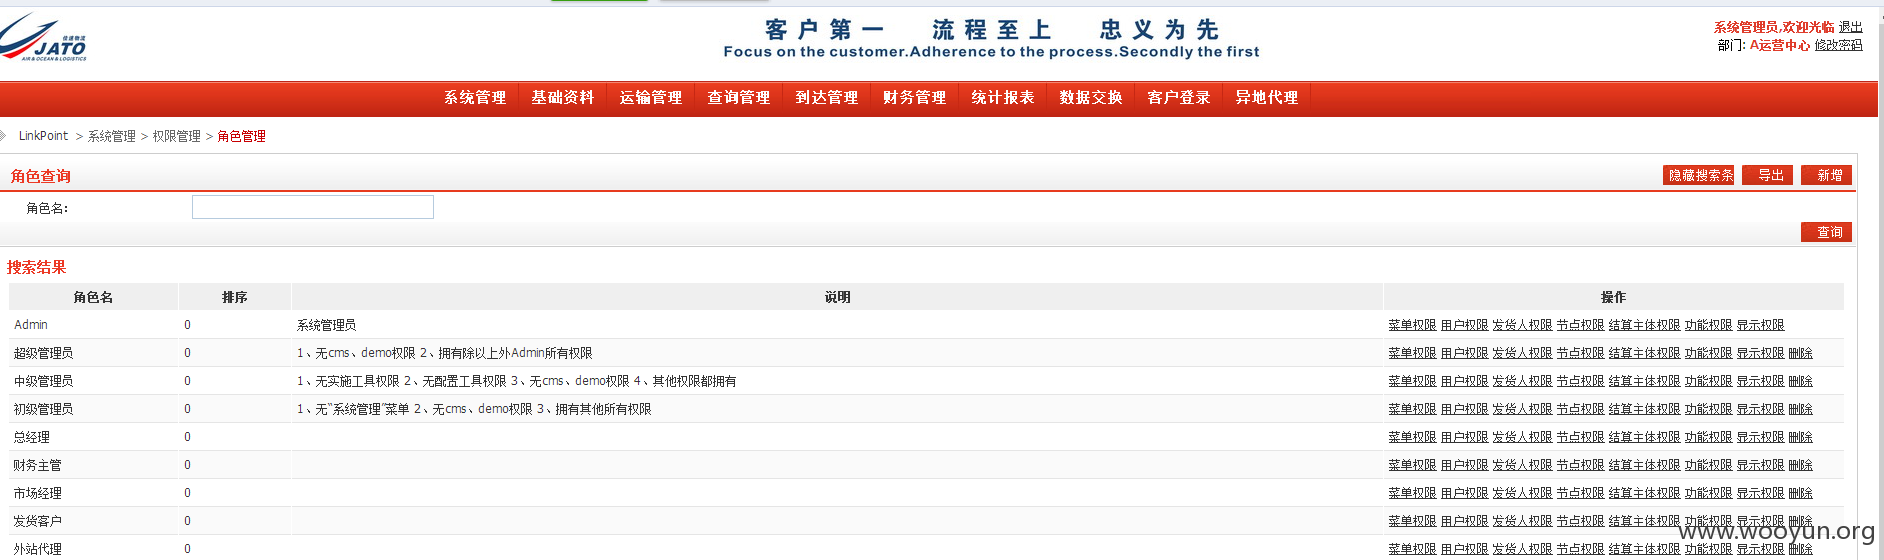 佳速物流
JATO
AIR & OCEAN & LOGISTICS
客户第一 流程至上 忠义为先
Focus on the customer.Adherence to the process.Secondly the first
系统管理员,欢迎光临 退出
部门: A运营中心 修改密码
系统管理 基础资料 运输管理 查询管理 到达管理 财务管理 统计报表 数据交换 客户登录 异地代理
LinkPoint > 系统管理 > 权限管理 > 角色管理
角色查询 隐藏搜索条 导出 新增
角色名:
查询
搜索结果
角色名 排序 说明 操作
Admin 0 系统管理员 菜单权限 用户权限 发货人权限 节点权限 结算主体权限 功能权限 显示权限
超级管理员 0 1、无cms、demo权限 2、拥有除以上外Admin所有权限 菜单权限 用户权限 发货人权限 节点权限 结算主体权限 功能权限 显示权限 删除
中级管理员 0 1、无实施工具权限 2、无配置工具权限 3、无cms、demo权限 4、其他权限都拥有 菜单权限 用户权限 发货人权限 节点权限 结算主体权限 功能权限 显示权限 删除
初级管理员 0 1、无“系统管理”菜单 2、无cms、demo权限 3、拥有其他所有权限 菜单权限 用户权限 发货人权限 节点权限 结算主体权限 功能权限 显示权限 删除
总经理 0 菜单权限 用户权限 发货人权限 节点权限 结算主体权限 功能权限 显示权限 删除
财务主管 0 菜单权限 用户权限 发货人权限 节点权限 结算主体权限 功能权限 显示权限 删除
市场经理 0 菜单权限 用户权限 发货人权限 节点权限 结算主体权限 功能权限 显示权限 删除
发货客户 0 菜单权限 用户权限 发货人权限 节点权限 结算主体权限 功能权限 显示权限 删除
外站代理 0 菜单权限 用户权限 发货人权限 节点权限 结算主体权限 功能权限 显示权限 删除
www.wooyun.org